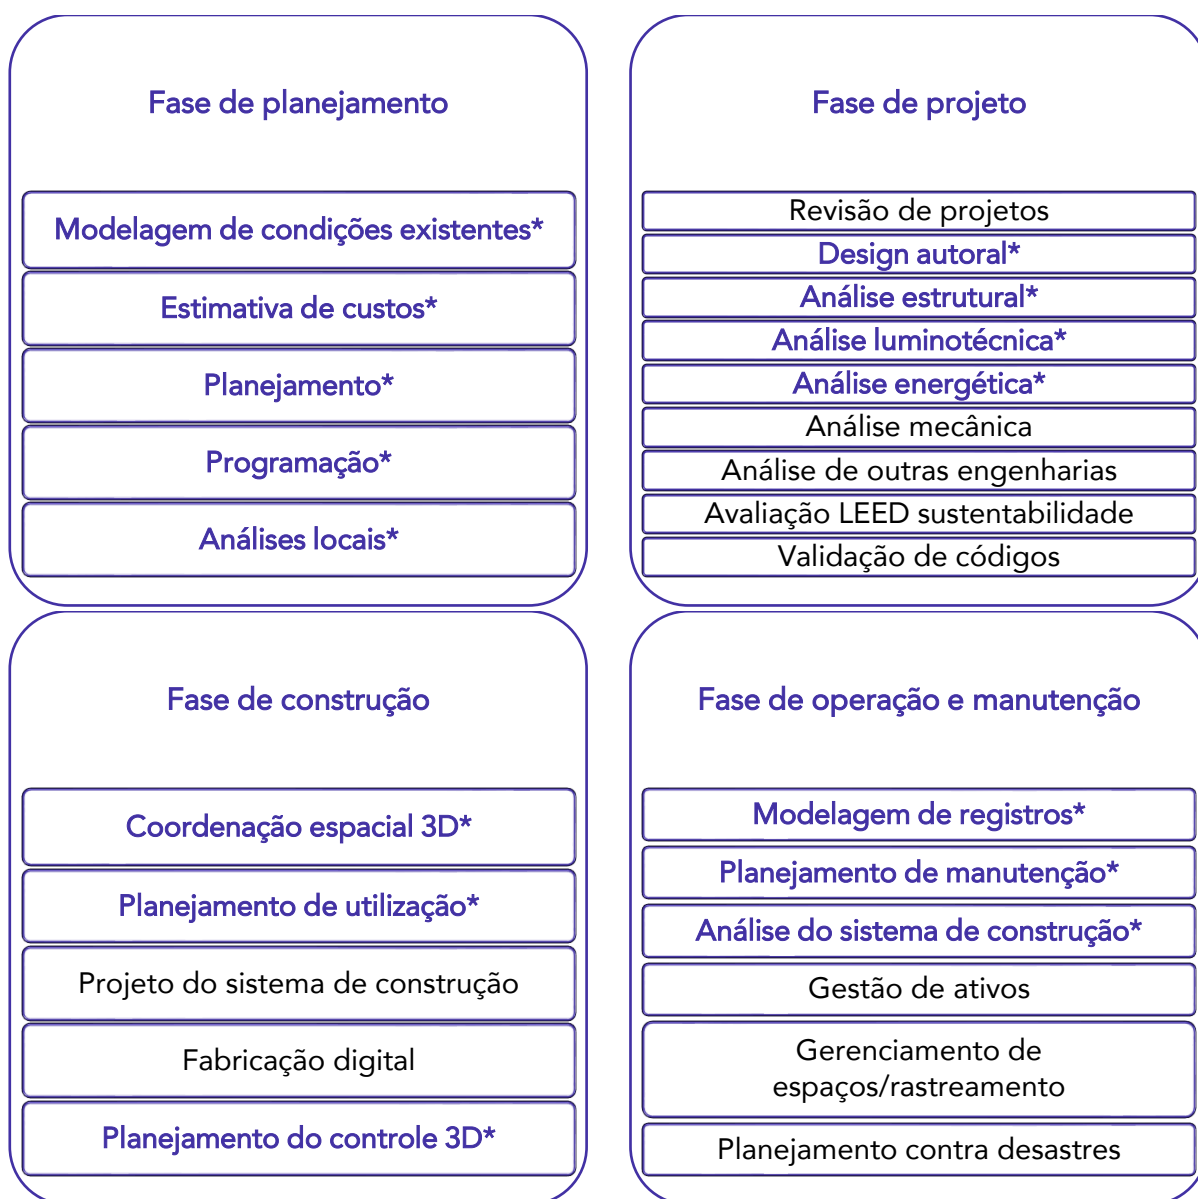 Fase de planejamento
Modelagem de condições existentes*
Estimativa de custos*
Planejamento*
Programação*
Análises locais*
Fase de projeto
Revisão de projetos
Design autoral*
Análise estrutural*
Análise luminotécnica*
Análise energética*
Análise mecânica
Análise de outras engenharias
Avaliação LEED sustentabilidade
Validação de códigos
Fase de construção
Coordenação espacial 3D*
Planejamento de utilização*
Projeto do sistema de construção
Fabricação digital
Planejamento do controle 3D*
Fase de operação e manutenção
Modelagem de registros*
Planejamento de manutenção*
Análise do sistema de construção*
Gestão de ativos
Gerenciamento de
espaços/rastreamento
Planejamento contra desastres